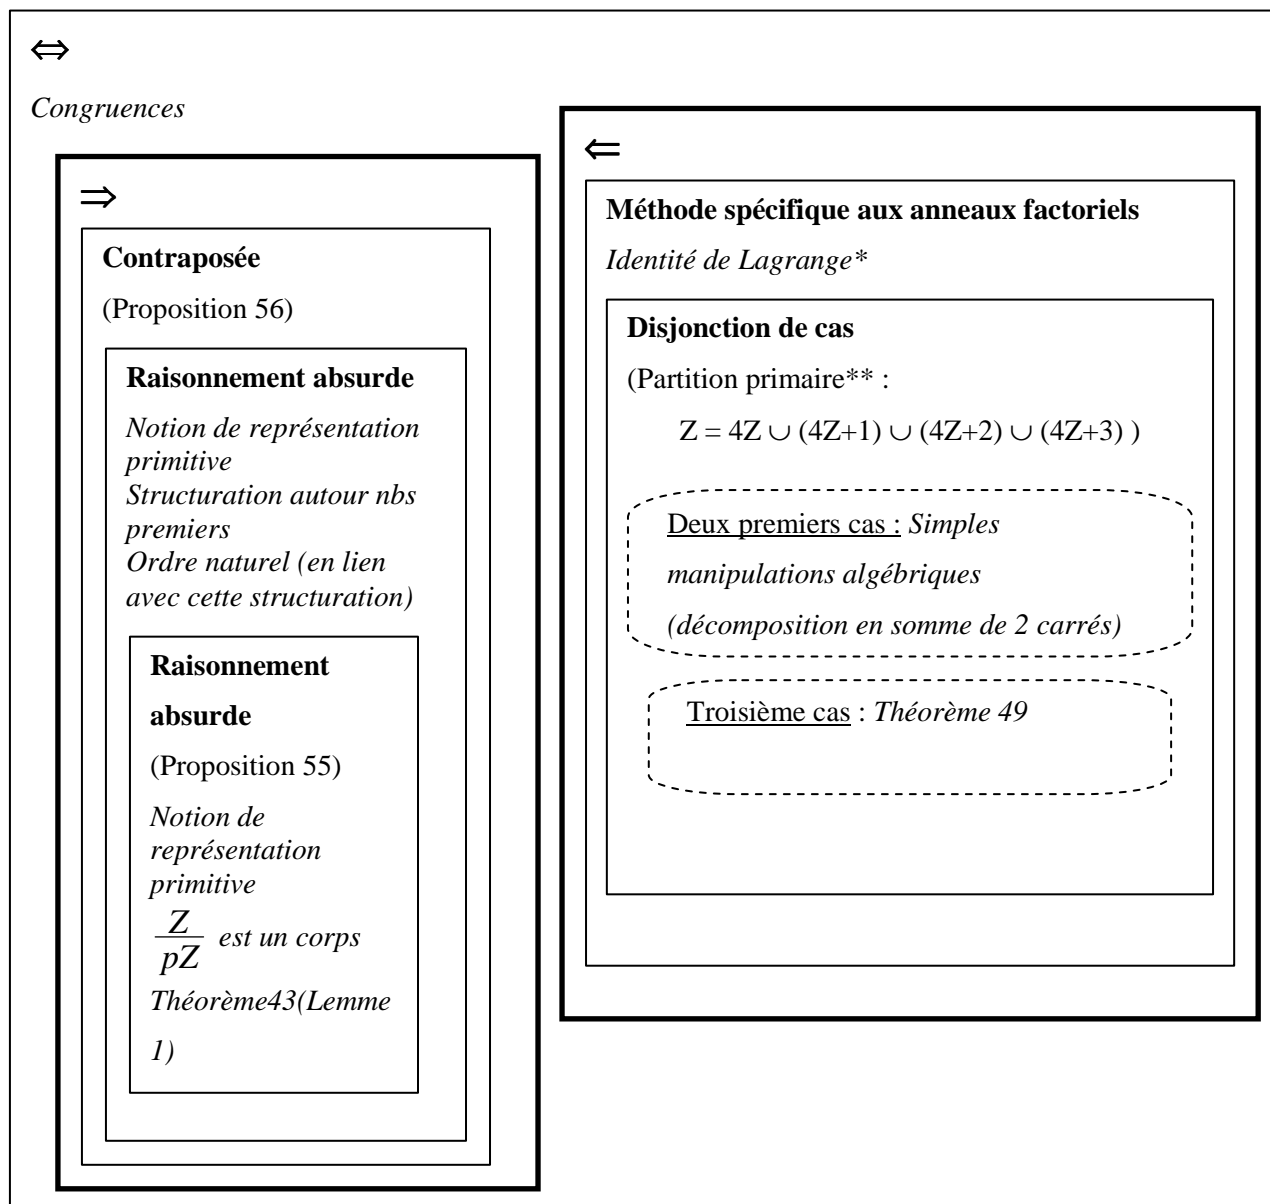 ⇔
Congruences
⇒
Contraposée
(Proposition 56)
Raisonnement absurde
Notion de représentation
primitive
Structuration autour nbs
premiers
Ordre naturel (en lien
avec cette structuration)
Raisonnement
absurde
(Proposition 55)
Notion de
représentation
primitive
Z/pZ est un corps
Théorème43(Lemme
1)
⇐
Méthode spécifique aux anneaux factoriels
Identité de Lagrange*
Disjonction de cas
(Partition primaire** :
Z = 4Z ∪ (4Z+1) ∪ (4Z+2) ∪ (4Z+3) )
Deux premiers cas : Simples
manipulations algébriques
(décomposition en somme de 2 carrés)
Troisième cas : Théorème 49